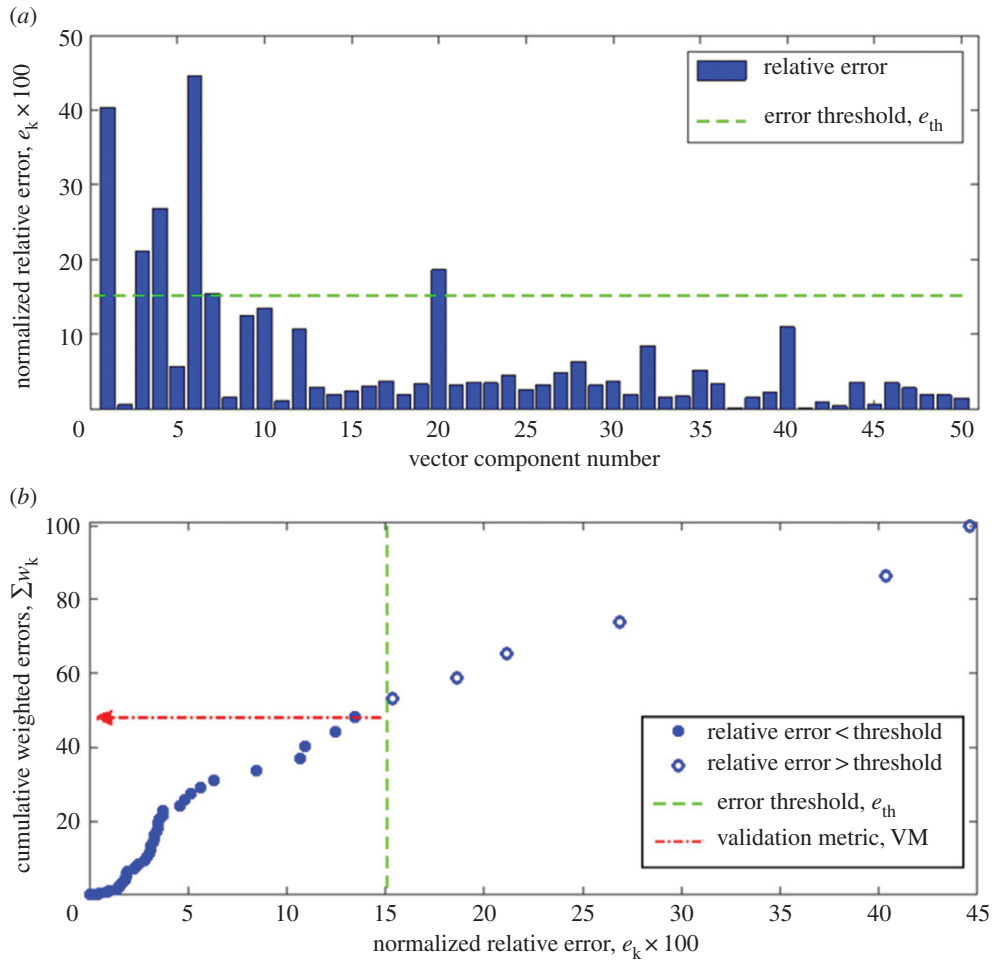 (a)
50
40
30
20
10
0
5
10
15
20
25
30
35
40
45
50
normalized relative error, e_k × 100
vector component number
relative error
error threshold, e_th
(b)
100
80
60
40
20
0
5
10
15
20
25
30
35
40
45
cumulative weighted errors, Σw_k
normalized relative error, e_k × 100
relative error < threshold
relative error > threshold
error threshold, e_th
validation metric, VM